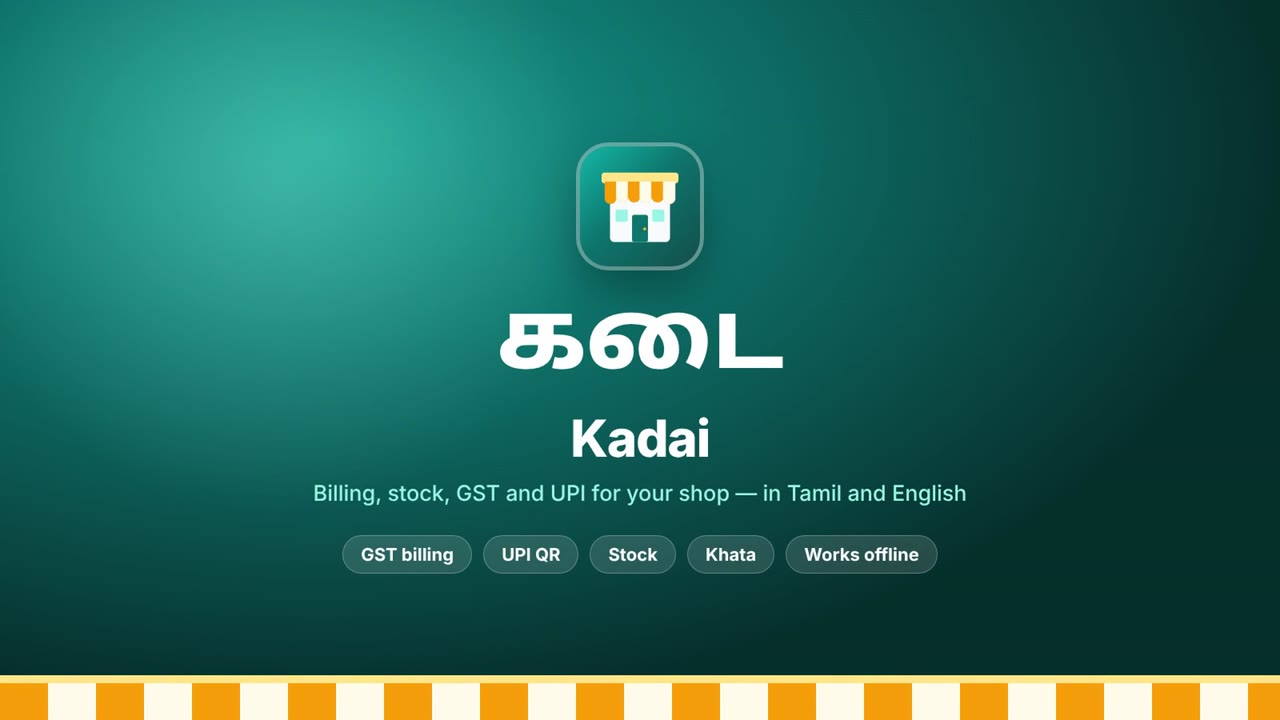 கடை
Kadai
Billing, stock, GST and UPI for your shop — in Tamil and English
GST billing UPI QR Stock Khata Works offline